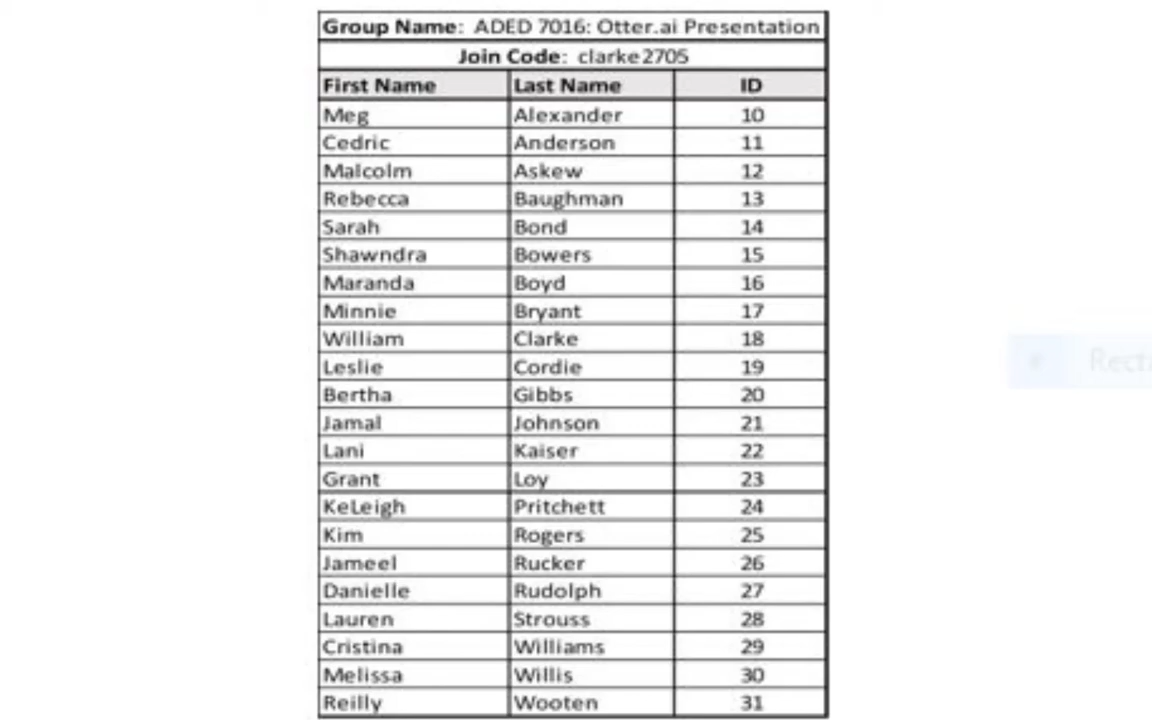 Group Name: ADED 7016: Otter.ai Presentation
Join Code: clarke2705
First Name Last Name ID
Meg Alexander 10
Cedric Anderson 11
Malcolm Askew 12
Rebecca Baughman 13
Sarah Bond 14
Shawndra Bowers 15
Maranda Boyd 16
Minnie Bryant 17
William Clarke 18
Leslie Cordie 19
Bertha Gibbs 20
Jamal Johnson 21
Lani Kaiser 22
Grant Loy 23
KeLeigh Pritchett 24
Kim Rogers 25
Jameel Rucker 26
Danielle Rudolph 27
Lauren Strouss 28
Cristina Williams 29
Melissa Willis 30
Reilly Wooten 31